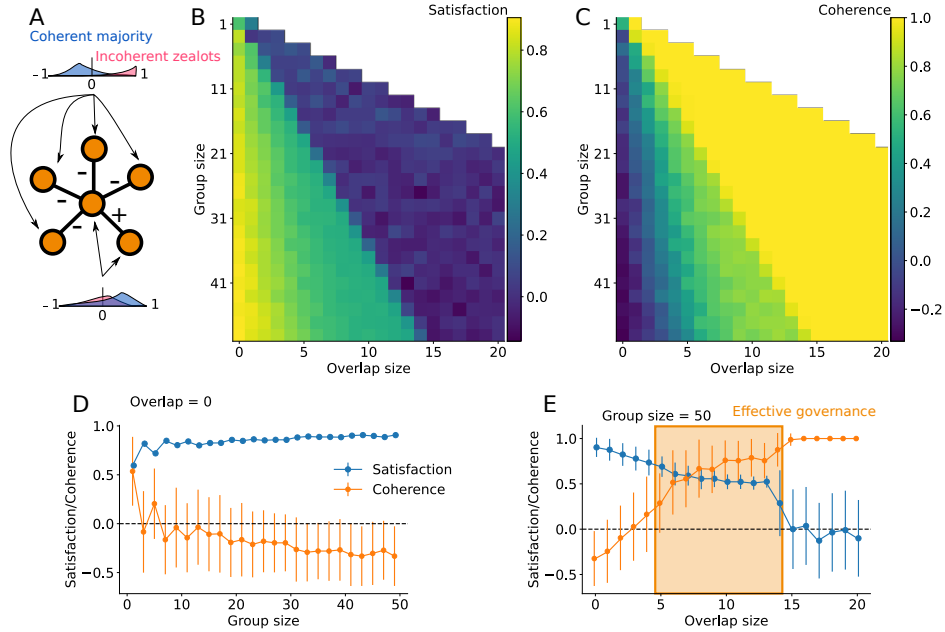 A
Coherent majority
Incoherent zealots
-1
0
1
-
-
-
-
+
-1
0
1
B
Satisfaction
Group size
1
11
21
31
41
0
5
10
15
20
Overlap size
0.8
0.6
0.4
0.2
0.0
C
Coherence
Group size
1
11
21
31
41
0
5
10
15
20
Overlap size
1.0
0.8
0.6
0.4
0.2
0.0
−0.2
D
Overlap = 0
Satisfaction/Coherence
1.0
0.5
0.0
−0.5
Satisfaction
Coherence
0
10
20
30
40
50
Group size
E
Group size = 50
Effective governance
Satisfaction/Coherence
1.0
0.5
0.0
−0.5
0
5
10
15
20
Overlap size